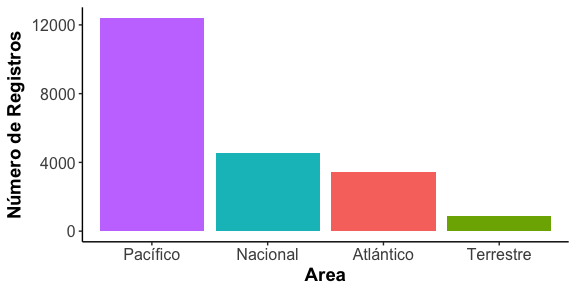 Número de Registros
12000
8000
4000
0
Pacífico Nacional Atlántico Terrestre
Area